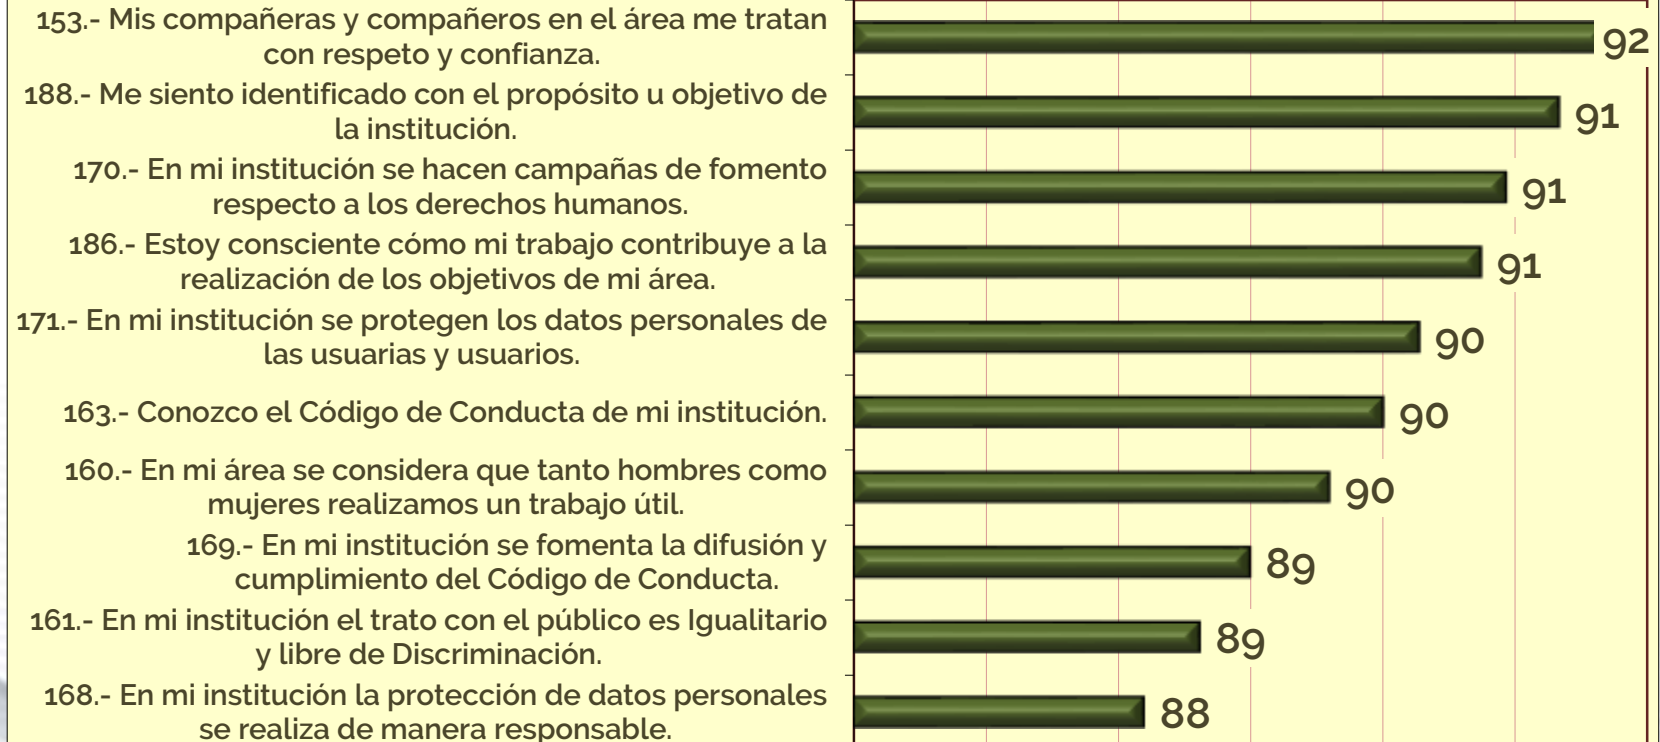 153.- Mis compañeras y compañeros en el área me tratan
con respeto y confianza.
92
188.- Me siento identificado con el propósito u objetivo de
la institución.
91
170.- En mi institución se hacen campañas de fomento
respecto a los derechos humanos.
91
186.- Estoy consciente cómo mi trabajo contribuye a la
realización de los objetivos de mi área.
91
171.- En mi institución se protegen los datos personales de
las usuarias y usuarios.
90
163.- Conozco el Código de Conducta de mi institución.
90
160.- En mi área se considera que tanto hombres como
mujeres realizamos un trabajo útil.
90
169.- En mi institución se fomenta la difusión y
cumplimiento del Código de Conducta.
89
161.- En mi institución el trato con el público es Igualitario
y libre de Discriminación.
89
168.- En mi institución la protección de datos personales
se realiza de manera responsable.
88